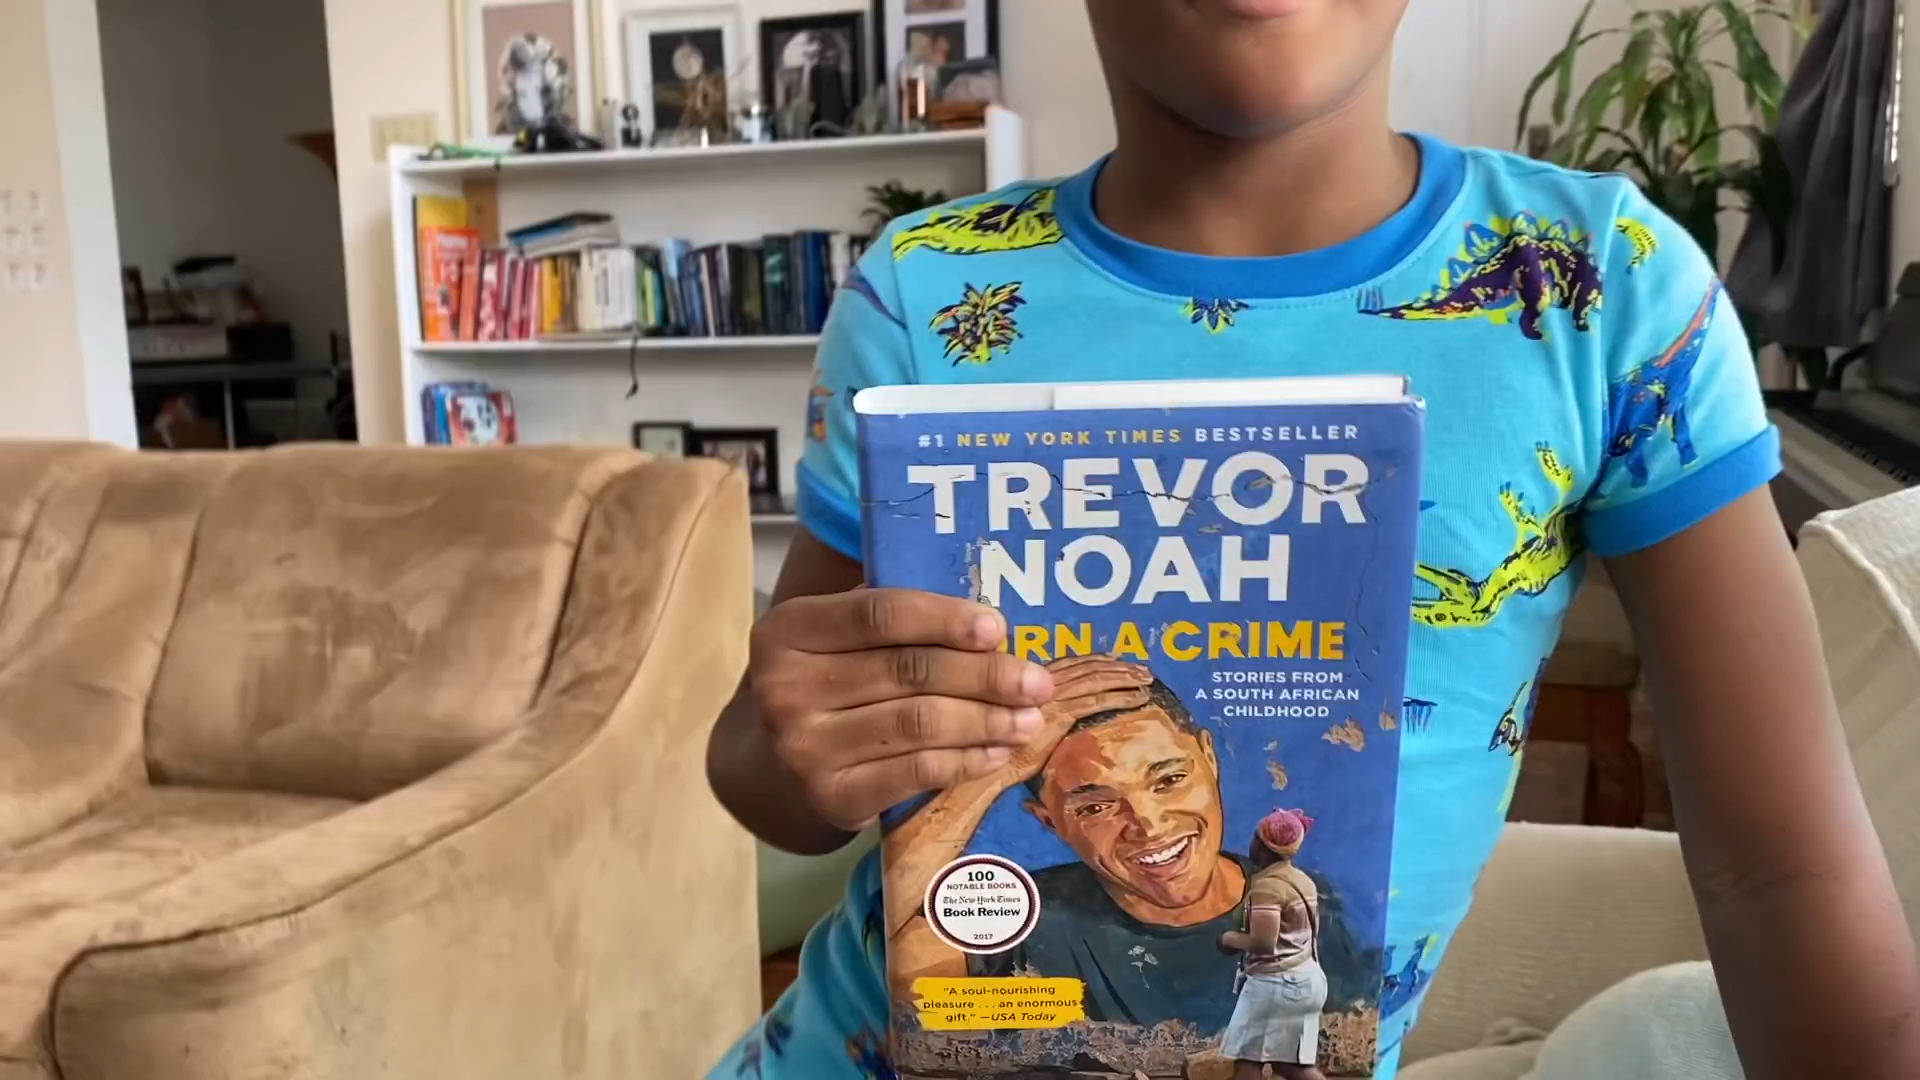 #1 NEW YORK TIMES BESTSELLER
TREVOR
NOAH
ORN A CRIME
STORIES FROM
A SOUTH AFRICAN
CHILDHOOD
100
NOTABLE BOOKS
The New York Times
Book Review
2017
"A soul-nourishing
pleasure . . . an enormous
gift." —USA Today